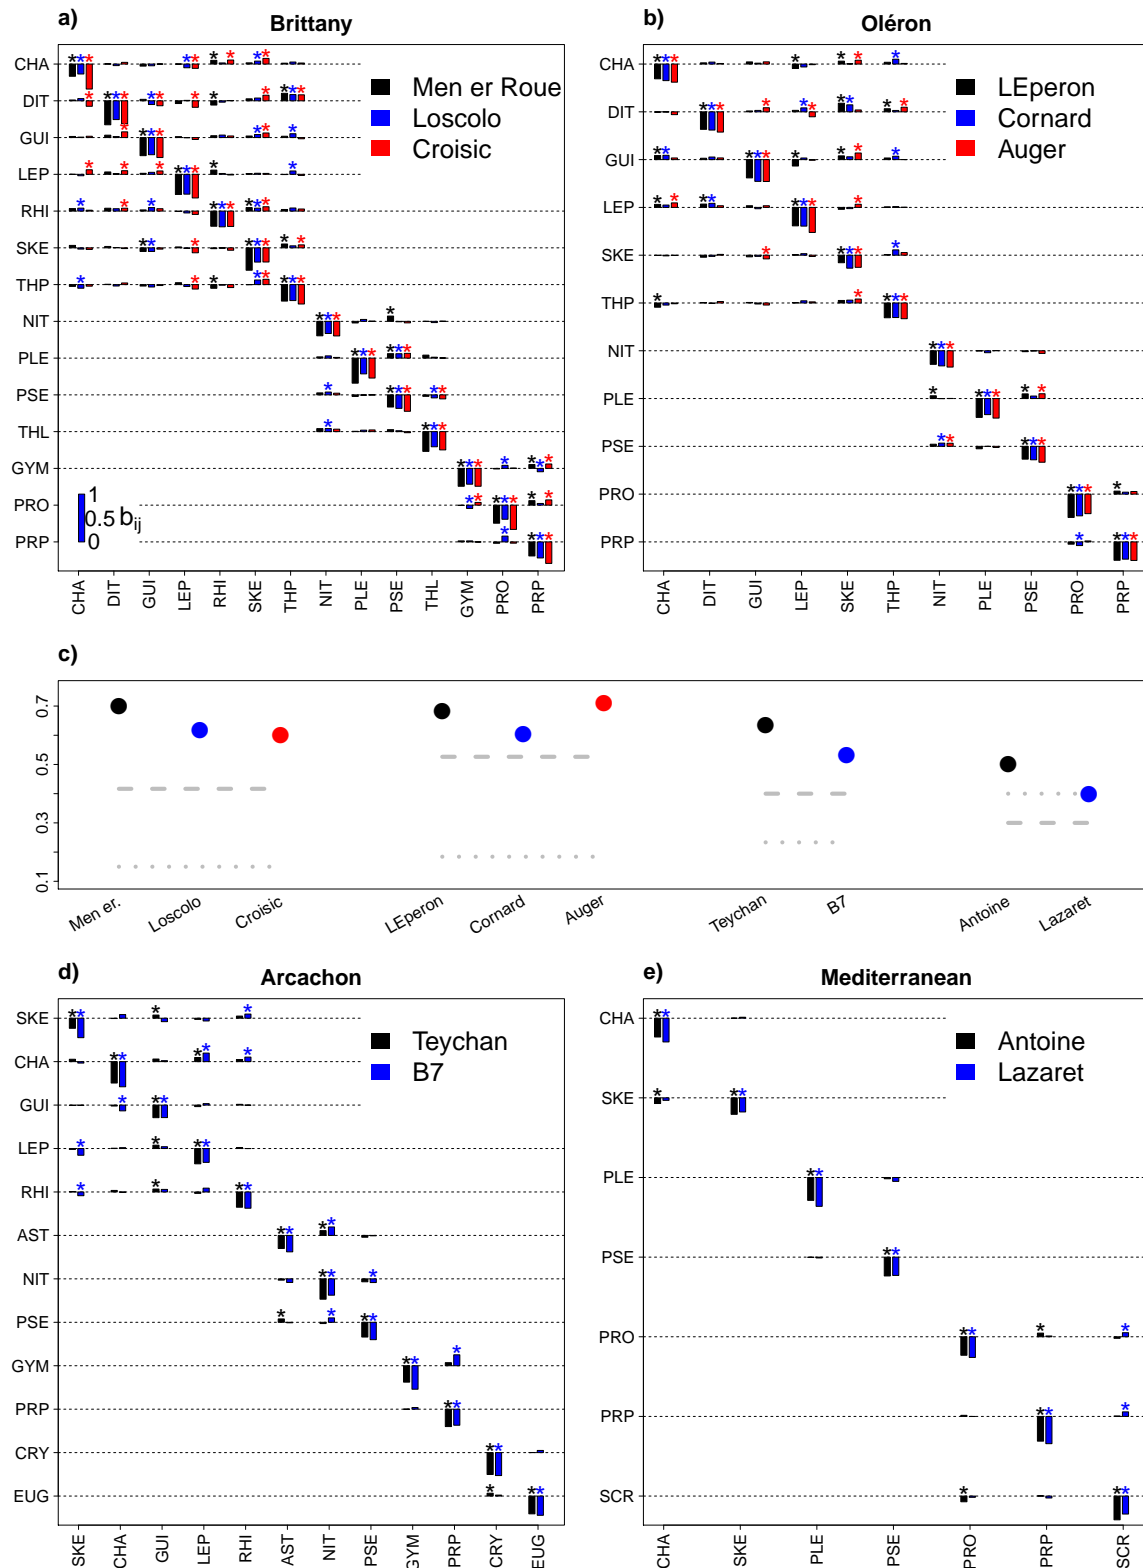 a) Brittany
CHA
DIT
GUI
LEP
RHI
SKE
THP
NIT
PLE
PSE
THL
GYM
PRO
PRP
Men er Roue
Loscolo
Croisic
1
0.5 bij
0
CHA DIT GUI LEP RHI SKE THP NIT PLE PSE THL GYM PRO PRP
b) Oléron
CHA
DIT
GUI
LEP
SKE
THP
NIT
PLE
PSE
PRO
PRP
LEperon
Cornard
Auger
CHA DIT GUI LEP SKE THP NIT PLE PSE PRO PRP
c)
0.7
0.5
0.3
0.1
Men er. Loscolo Croisic LEperon Cornard Auger Teychan B7 Antoine Lazaret
d) Arcachon
SKE
CHA
GUI
LEP
RHI
AST
NIT
PSE
GYM
PRP
CRY
EUG
Teychan
B7
SKE CHA GUI LEP RHI AST NIT PSE GYM PRP CRY EUG
e) Mediterranean
CHA
SKE
PLE
PSE
PRO
PRP
SCR
Antoine
Lazaret
CHA SKE PLE PSE PRO PRP SCR